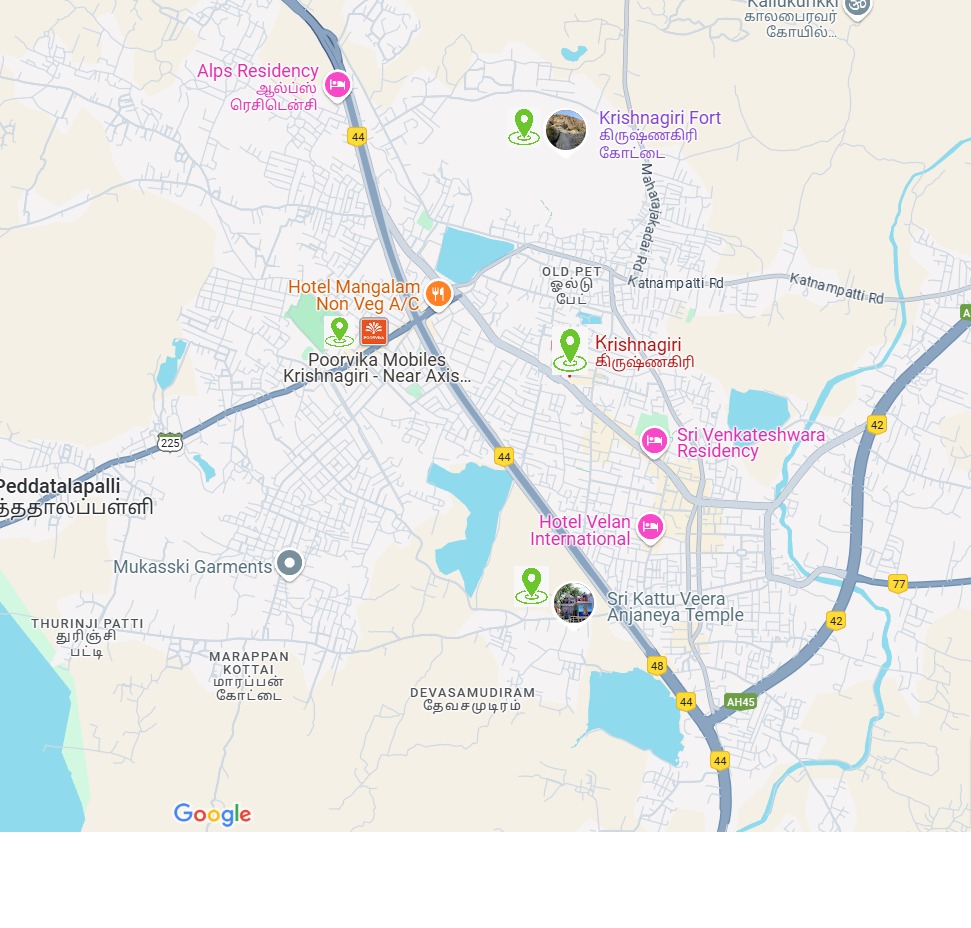 Kallukurikki
காலபைரவர்
கோயில்...
Alps Residency
ஆல்ப்ஸ்
ரெசிடென்சி
44
Krishnagiri Fort
கிருஷ்ணகிரி
கோட்டை
Maharajakadai Rd
OLD PET
ஓல்டு
பேட்
Katnampatti Rd
Katnampatti Rd
Hotel Mangalam
Non Veg A/C
POORVIKA
Poorvika Mobiles
Krishnagiri - Near Axis...
Krishnagiri
கிருஷ்ணகிரி
A
42
225
44
Sri Venkateshwara
Residency
Peddatalapalli
த்ததாலப்பள்ளி
Hotel Velan
International
Mukasski Garments
77
Sri Kattu Veera
Anjaneya Temple
42
THURINJI PATTI
துரிஞ்சி
பட்டி
MARAPPAN
KOTTAI
மாரப்பன்
கோட்டை
48
DEVASAMUDIRAM
தேவசமுடிரம்
44
AH45
44
Google